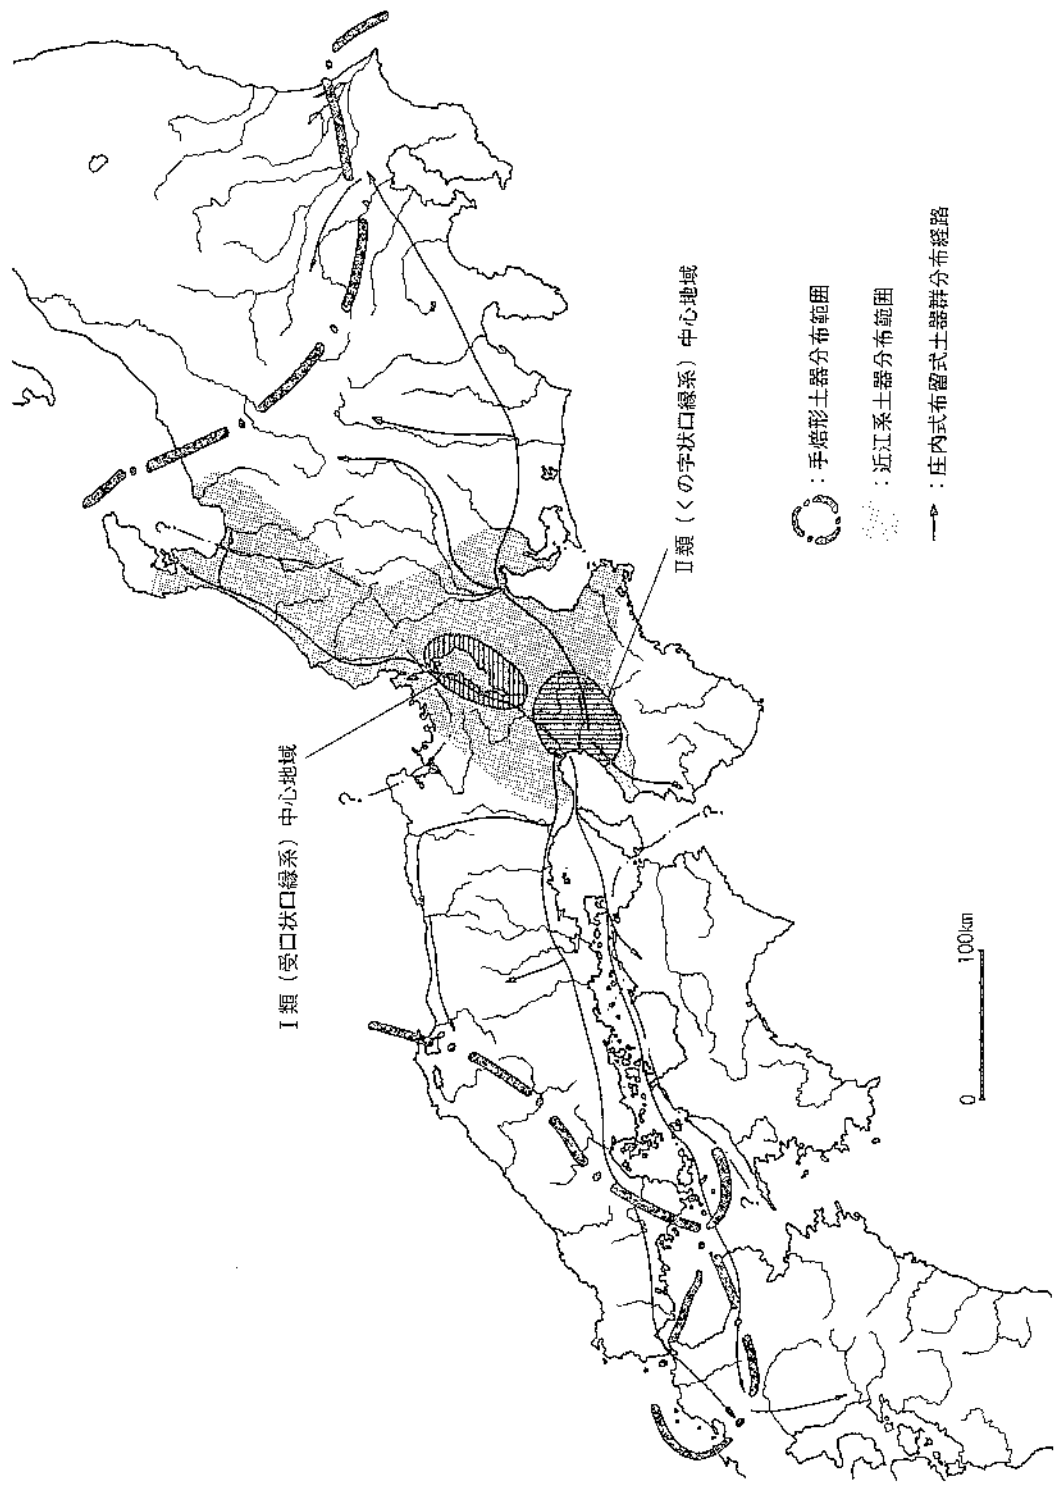 Ⅰ類（受口状口縁系）中心地域
Ⅱ類（くの字状口縁系）中心地域
：手焙形土器分布範囲
：近江系土器分布範囲
：庄内式布留式土器群分布経路
0
100km
?
?
?
?